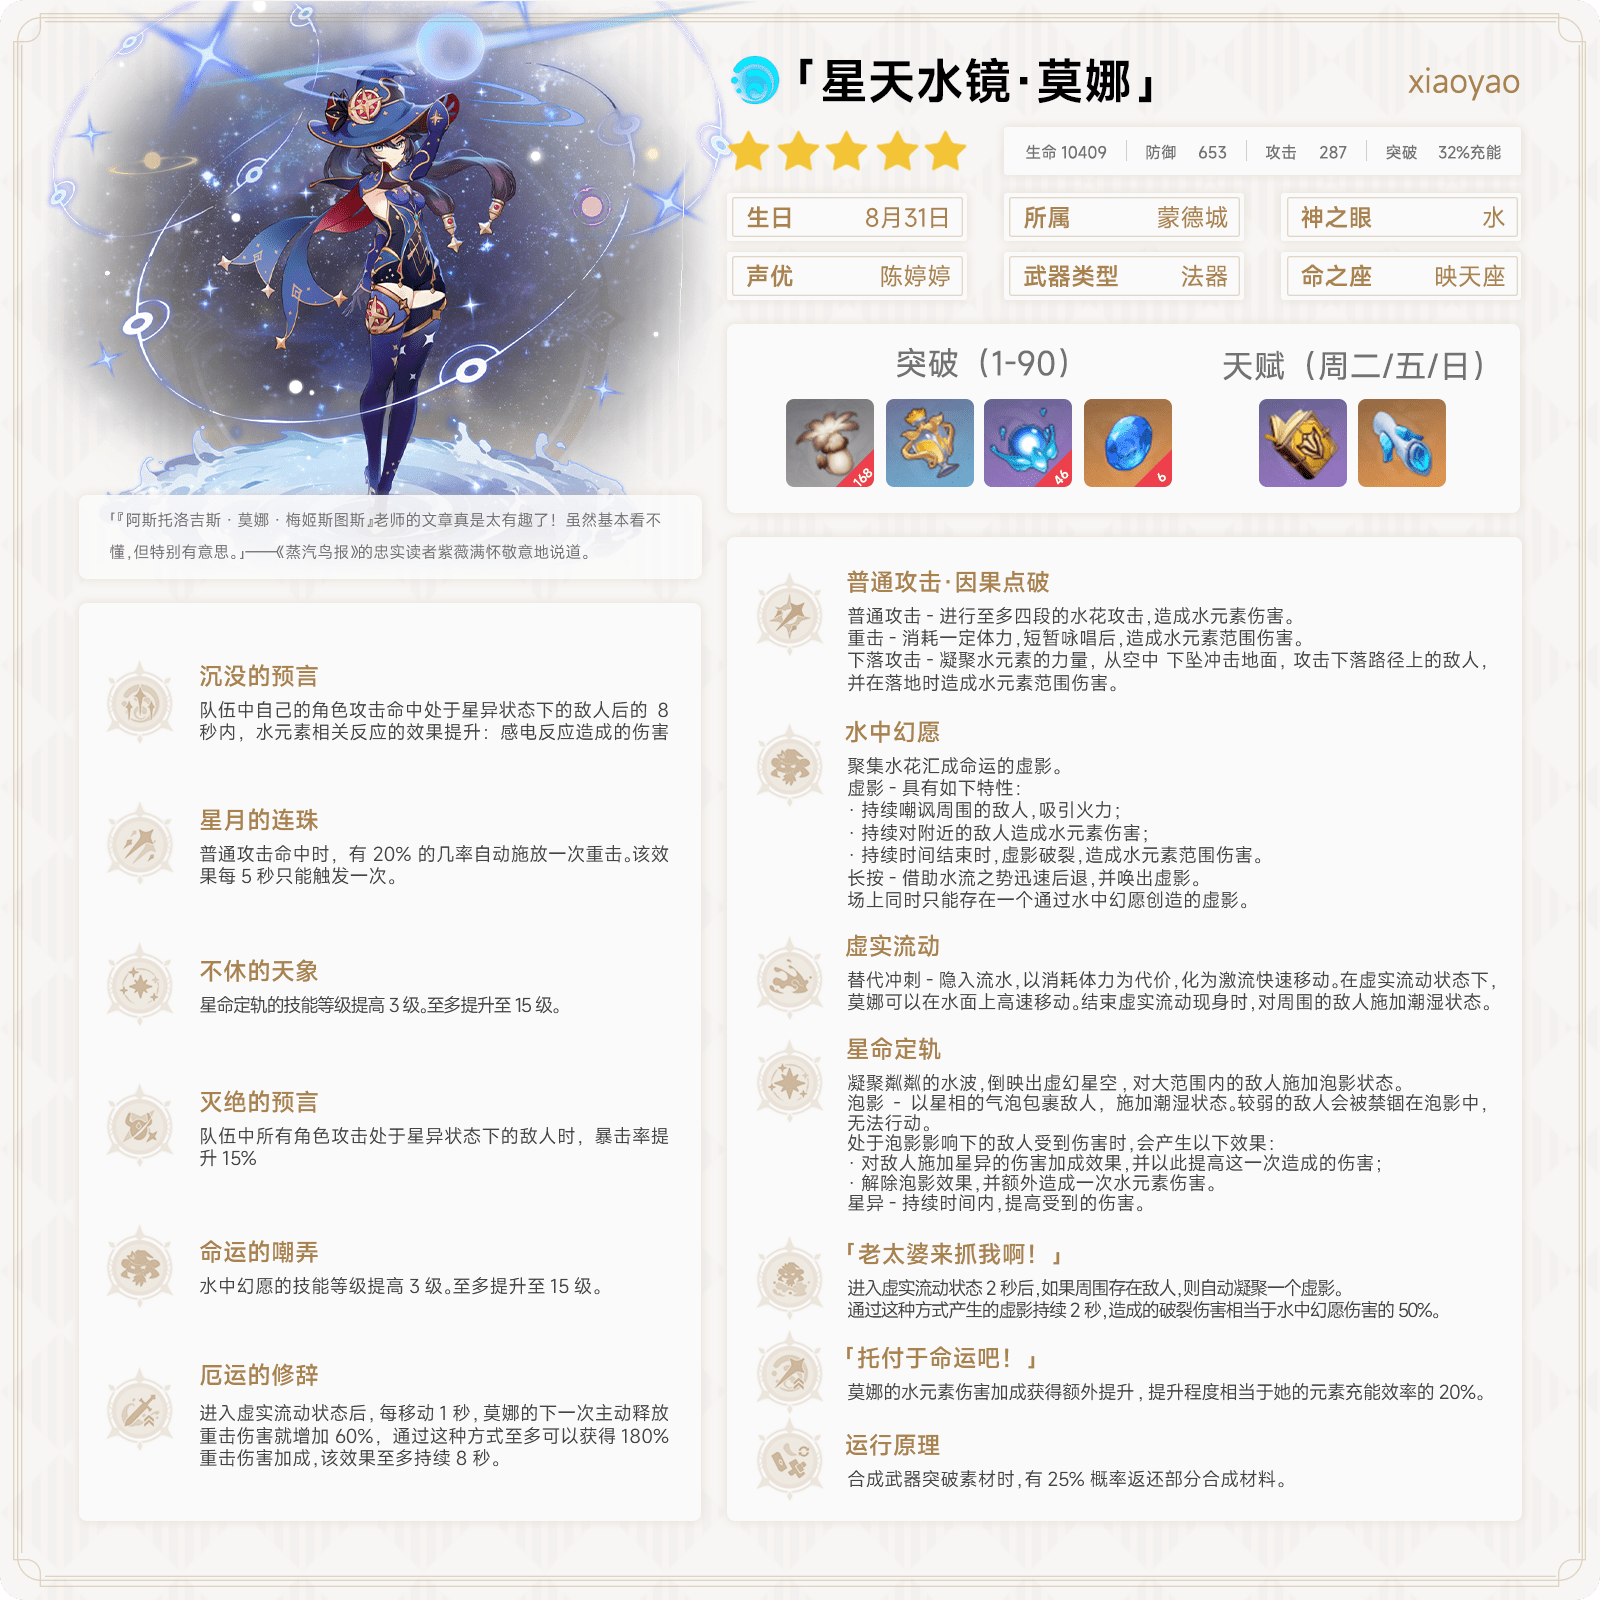 「星天水镜·莫娜」
xiaoyao
生命 10409 防御 653 攻击 287 突破 32%充能
生日 8月31日 所属 蒙德城 神之眼 水
声优 陈婷婷 武器类型 法器 命之座 映天座
突破（1-90） 天赋（周二/五/日）
168 46 6
「『阿斯托洛吉斯 · 莫娜 · 梅姬斯图斯』老师的文章真是太有趣了！虽然基本看不
懂，但特别有意思。」——《蒸汽鸟报》的忠实读者紫薇满怀敬意地说道。
沉没的预言
队伍中自己的角色攻击命中处于星异状态下的敌人后的 8
秒内，水元素相关反应的效果提升：感电反应造成的伤害
星月的连珠
普通攻击命中时，有 20% 的几率自动施放一次重击。该效
果每 5 秒只能触发一次。
不休的天象
星命定轨的技能等级提高 3 级。至多提升至 15 级。
灭绝的预言
队伍中所有角色攻击处于星异状态下的敌人时，暴击率提
升 15%
命运的嘲弄
水中幻愿的技能等级提高 3 级。至多提升至 15 级。
厄运的修辞
进入虚实流动状态后，每移动 1 秒，莫娜的下一次主动释放
重击伤害就增加 60%，通过这种方式至多可以获得 180%
重击伤害加成，该效果至多持续 8 秒。
普通攻击·因果点破
普通攻击 - 进行至多四段的水花攻击，造成水元素伤害。
重击 - 消耗一定体力，短暂咏唱后，造成水元素范围伤害。
下落攻击 - 凝聚水元素的力量，从空中 下坠冲击地面，攻击下落路径上的敌人，
并在落地时造成水元素范围伤害。
水中幻愿
聚集水花汇成命运的虚影。
虚影 - 具有如下特性：
· 持续嘲讽周围的敌人，吸引火力；
· 持续对附近的敌人造成水元素伤害；
· 持续时间结束时，虚影破裂，造成水元素范围伤害。
长按 - 借助水流之势迅速后退，并唤出虚影。
场上同时只能存在一个通过水中幻愿创造的虚影。
虚实流动
替代冲刺 - 隐入流水，以消耗体力为代价，化为激流快速移动。在虚实流动状态下，
莫娜可以在水面上高速移动。结束虚实流动现身时，对周围的敌人施加潮湿状态。
星命定轨
凝聚粼粼的水波，倒映出虚幻星空，对大范围内的敌人施加泡影状态。
泡影 - 以星相的气泡包裹敌人，施加潮湿状态。较弱的敌人会被禁锢在泡影中，
无法行动。
处于泡影影响下的敌人受到伤害时，会产生以下效果：
· 对敌人施加星异的伤害加成效果，并以此提高这一次造成的伤害；
· 解除泡影效果，并额外造成一次水元素伤害。
星异 - 持续时间内，提高受到的伤害。
「老太婆来抓我啊！」
进入虚实流动状态 2 秒后，如果周围存在敌人，则自动凝聚一个虚影。
通过这种方式产生的虚影持续 2 秒，造成的破裂伤害相当于水中幻愿伤害的 50%。
「托付于命运吧！」
莫娜的水元素伤害加成获得额外提升，提升程度相当于她的元素充能效率的 20%。
运行原理
合成武器突破素材时，有 25% 概率返还部分合成材料。